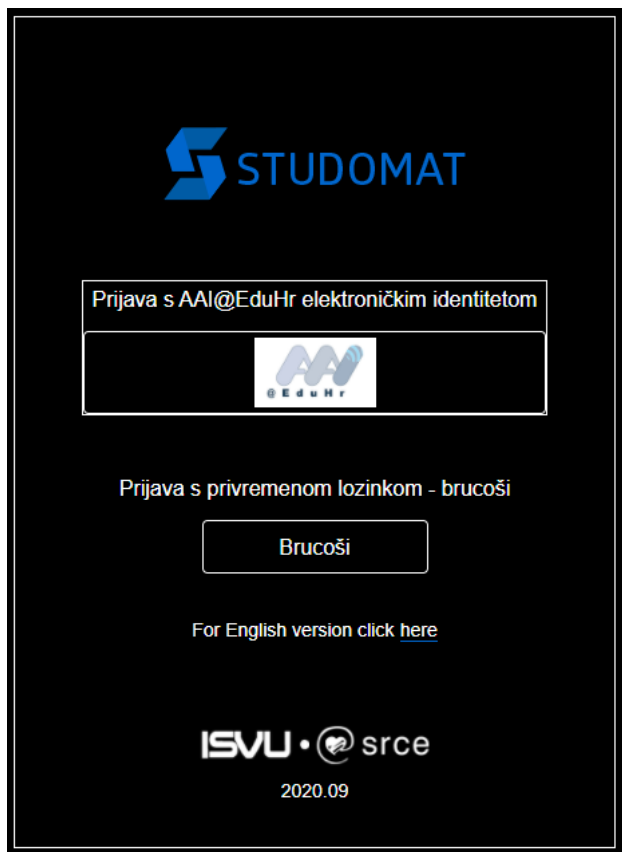 STUDOMAT
Prijava s AAI@EduHr elektroničkim identitetom
AAI
@EduHr
Prijava s privremenom lozinkom - brucoši
Brucoši
For English version click here
ISVU • srce
2020.09